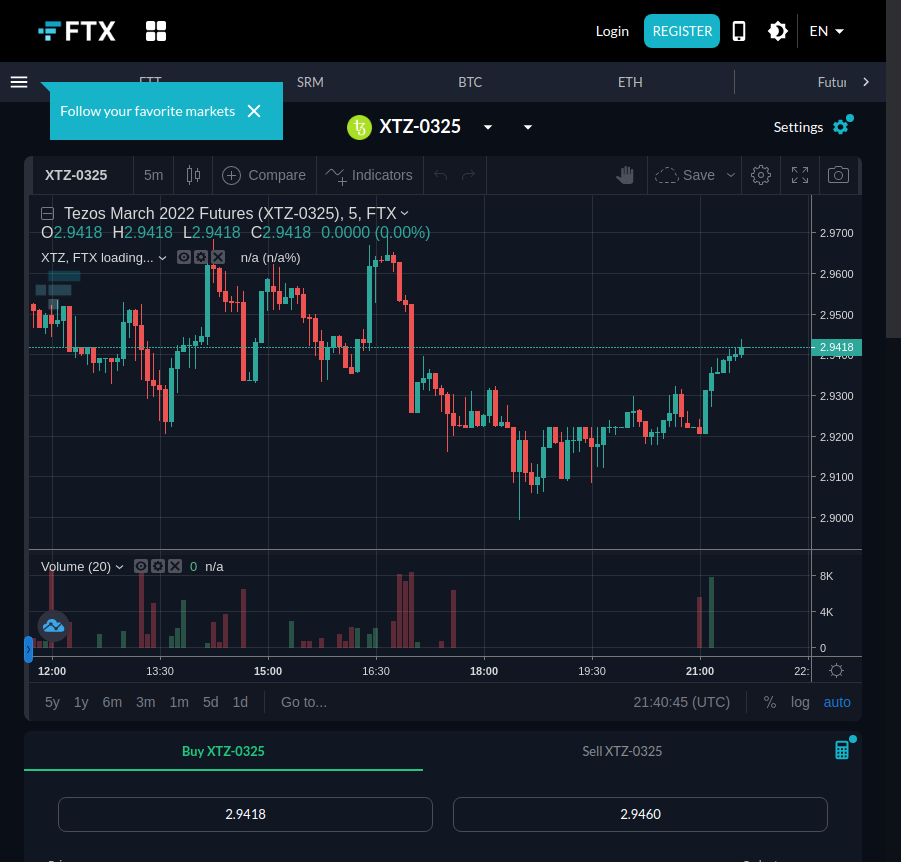 FTX
Login
REGISTER
EN
FTT
SRM
BTC
ETH
Futur
Follow your favorite markets
XTZ-0325
Settings
XTZ-0325
5m
Compare
Indicators
Save
Tezos March 2022 Futures (XTZ-0325), 5, FTX
O2.9418 H2.9418 L2.9418 C2.9418 0.0000 (0.00%)
XTZ, FTX loading... n/a (n/a%)
2.9700
2.9600
2.9500
2.9418
2.9400
2.9300
2.9200
2.9100
2.9000
Volume (20) 0 n/a
8K
4K
0
12:00 13:30 15:00 16:30 18:00 19:30 21:00 22:
5y 1y 6m 3m 1m 5d 1d Go to... 21:40:45 (UTC) % log auto
Buy XTZ-0325
Sell XTZ-0325
2.9418
2.9460